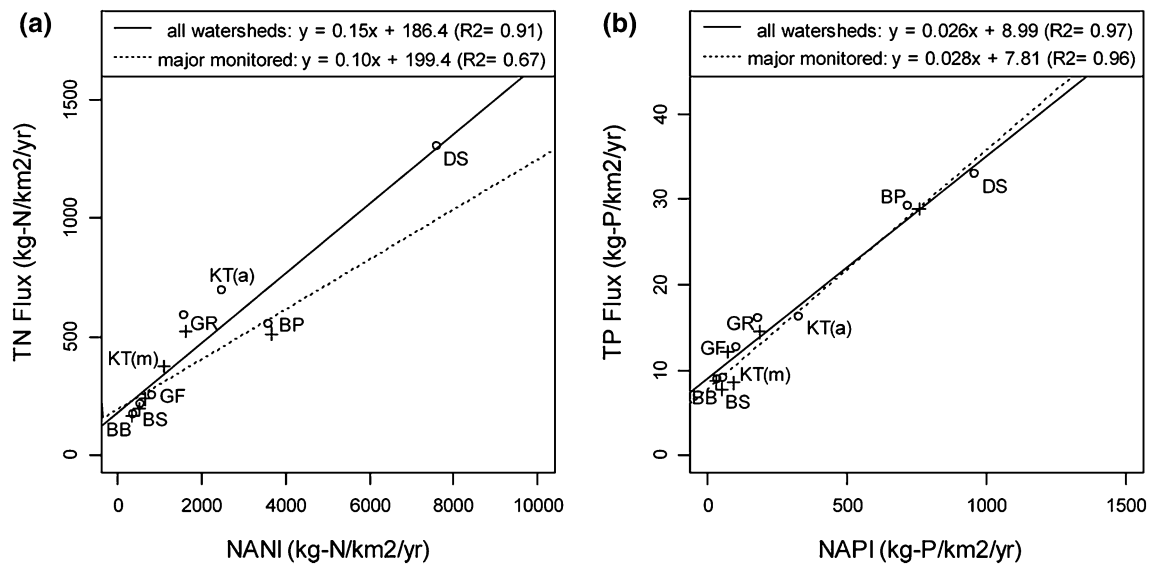 (a)
all watersheds: y = 0.15x + 186.4 (R2= 0.91)
major monitored: y = 0.10x + 199.4 (R2= 0.67)
TN Flux (kg-N/km2/yr)
1500
1000
500
0
DS
KT(a)
GR
BP
KT(m)
GF
BS
BB
0 2000 4000 6000 8000 10000
NANI (kg-N/km2/yr)
(b)
all watersheds: y = 0.026x + 8.99 (R2= 0.97)
major monitored: y = 0.028x + 7.81 (R2= 0.96)
TP Flux (kg-P/km2/yr)
40
30
20
10
0
BP
DS
GR
KT(a)
GF
KT(m)
BB
BS
0 500 1000 1500
NAPI (kg-P/km2/yr)